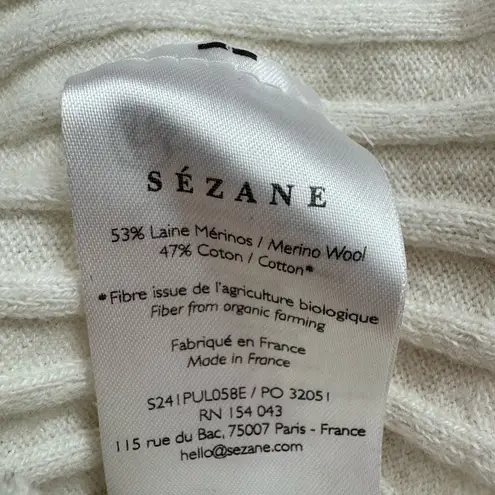 SÉZANE
53% Laine Mérinos / Merino Wool
47% Coton / Cotton*
*Fibre issue de l'agriculture biologique
Fiber from organic farming
Fabriqué en France
Made in France
S241PUL058E / PO 32051
RN 154 043
115 rue du Bac, 75007 Paris - France
hello@sezane.com